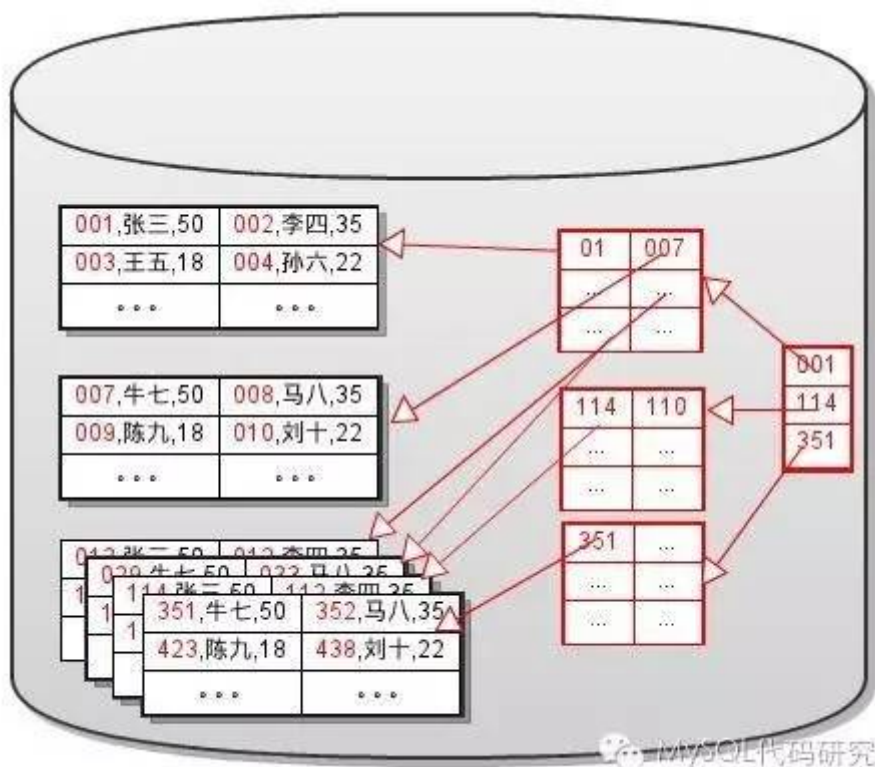 001,张三,50 002,李四,35
003,王五,18 004,孙六,22
。。。 。。。
007,牛七,50 008,马八,35
009,陈九,18 010,刘十,22
。。。 。。。
351,牛七,50 352,马八,35
423,陈九,18 438,刘十,22
。。。 。。。
01 007
... ...
... ...
114 110
... ...
... ...
351 ...
... ...
... ...
001
114
351
MySQL代码研究